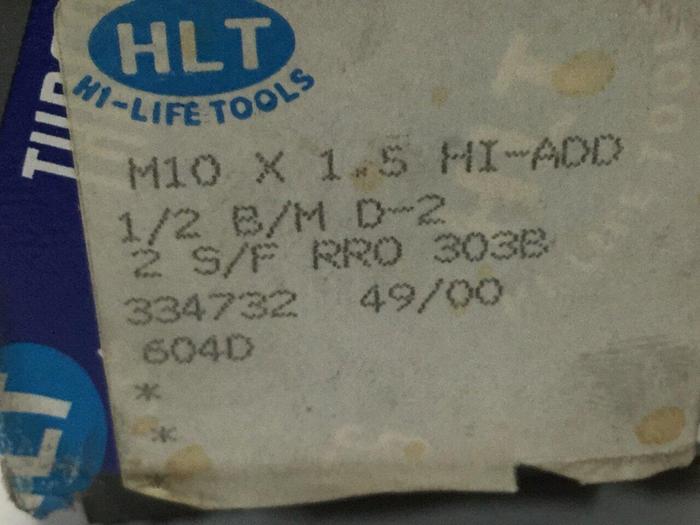 HLT
HI-LIFE TOOLS
M10 X 1.5 HI-ADD
1/2 B/M D-2
2 S/F RRO 303B
334732 49/00
604D
*
*